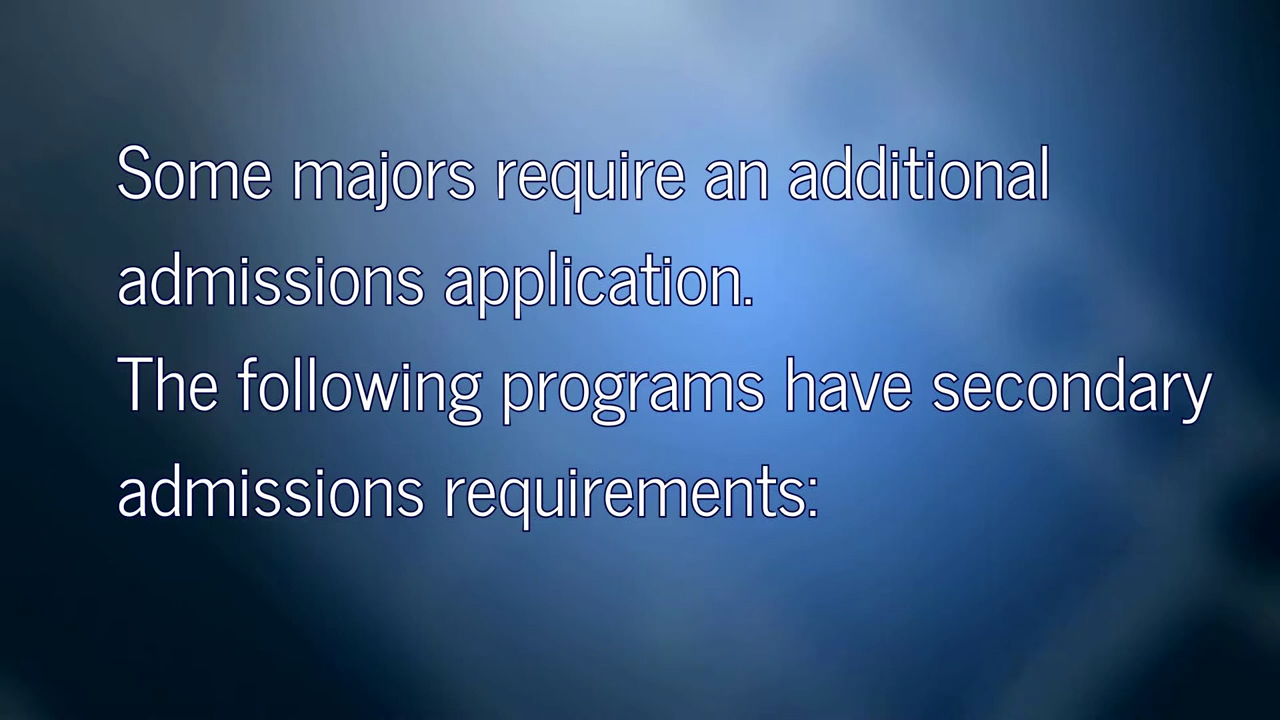 Some majors require an additional
admissions application.
The following programs have secondary
admissions requirements: